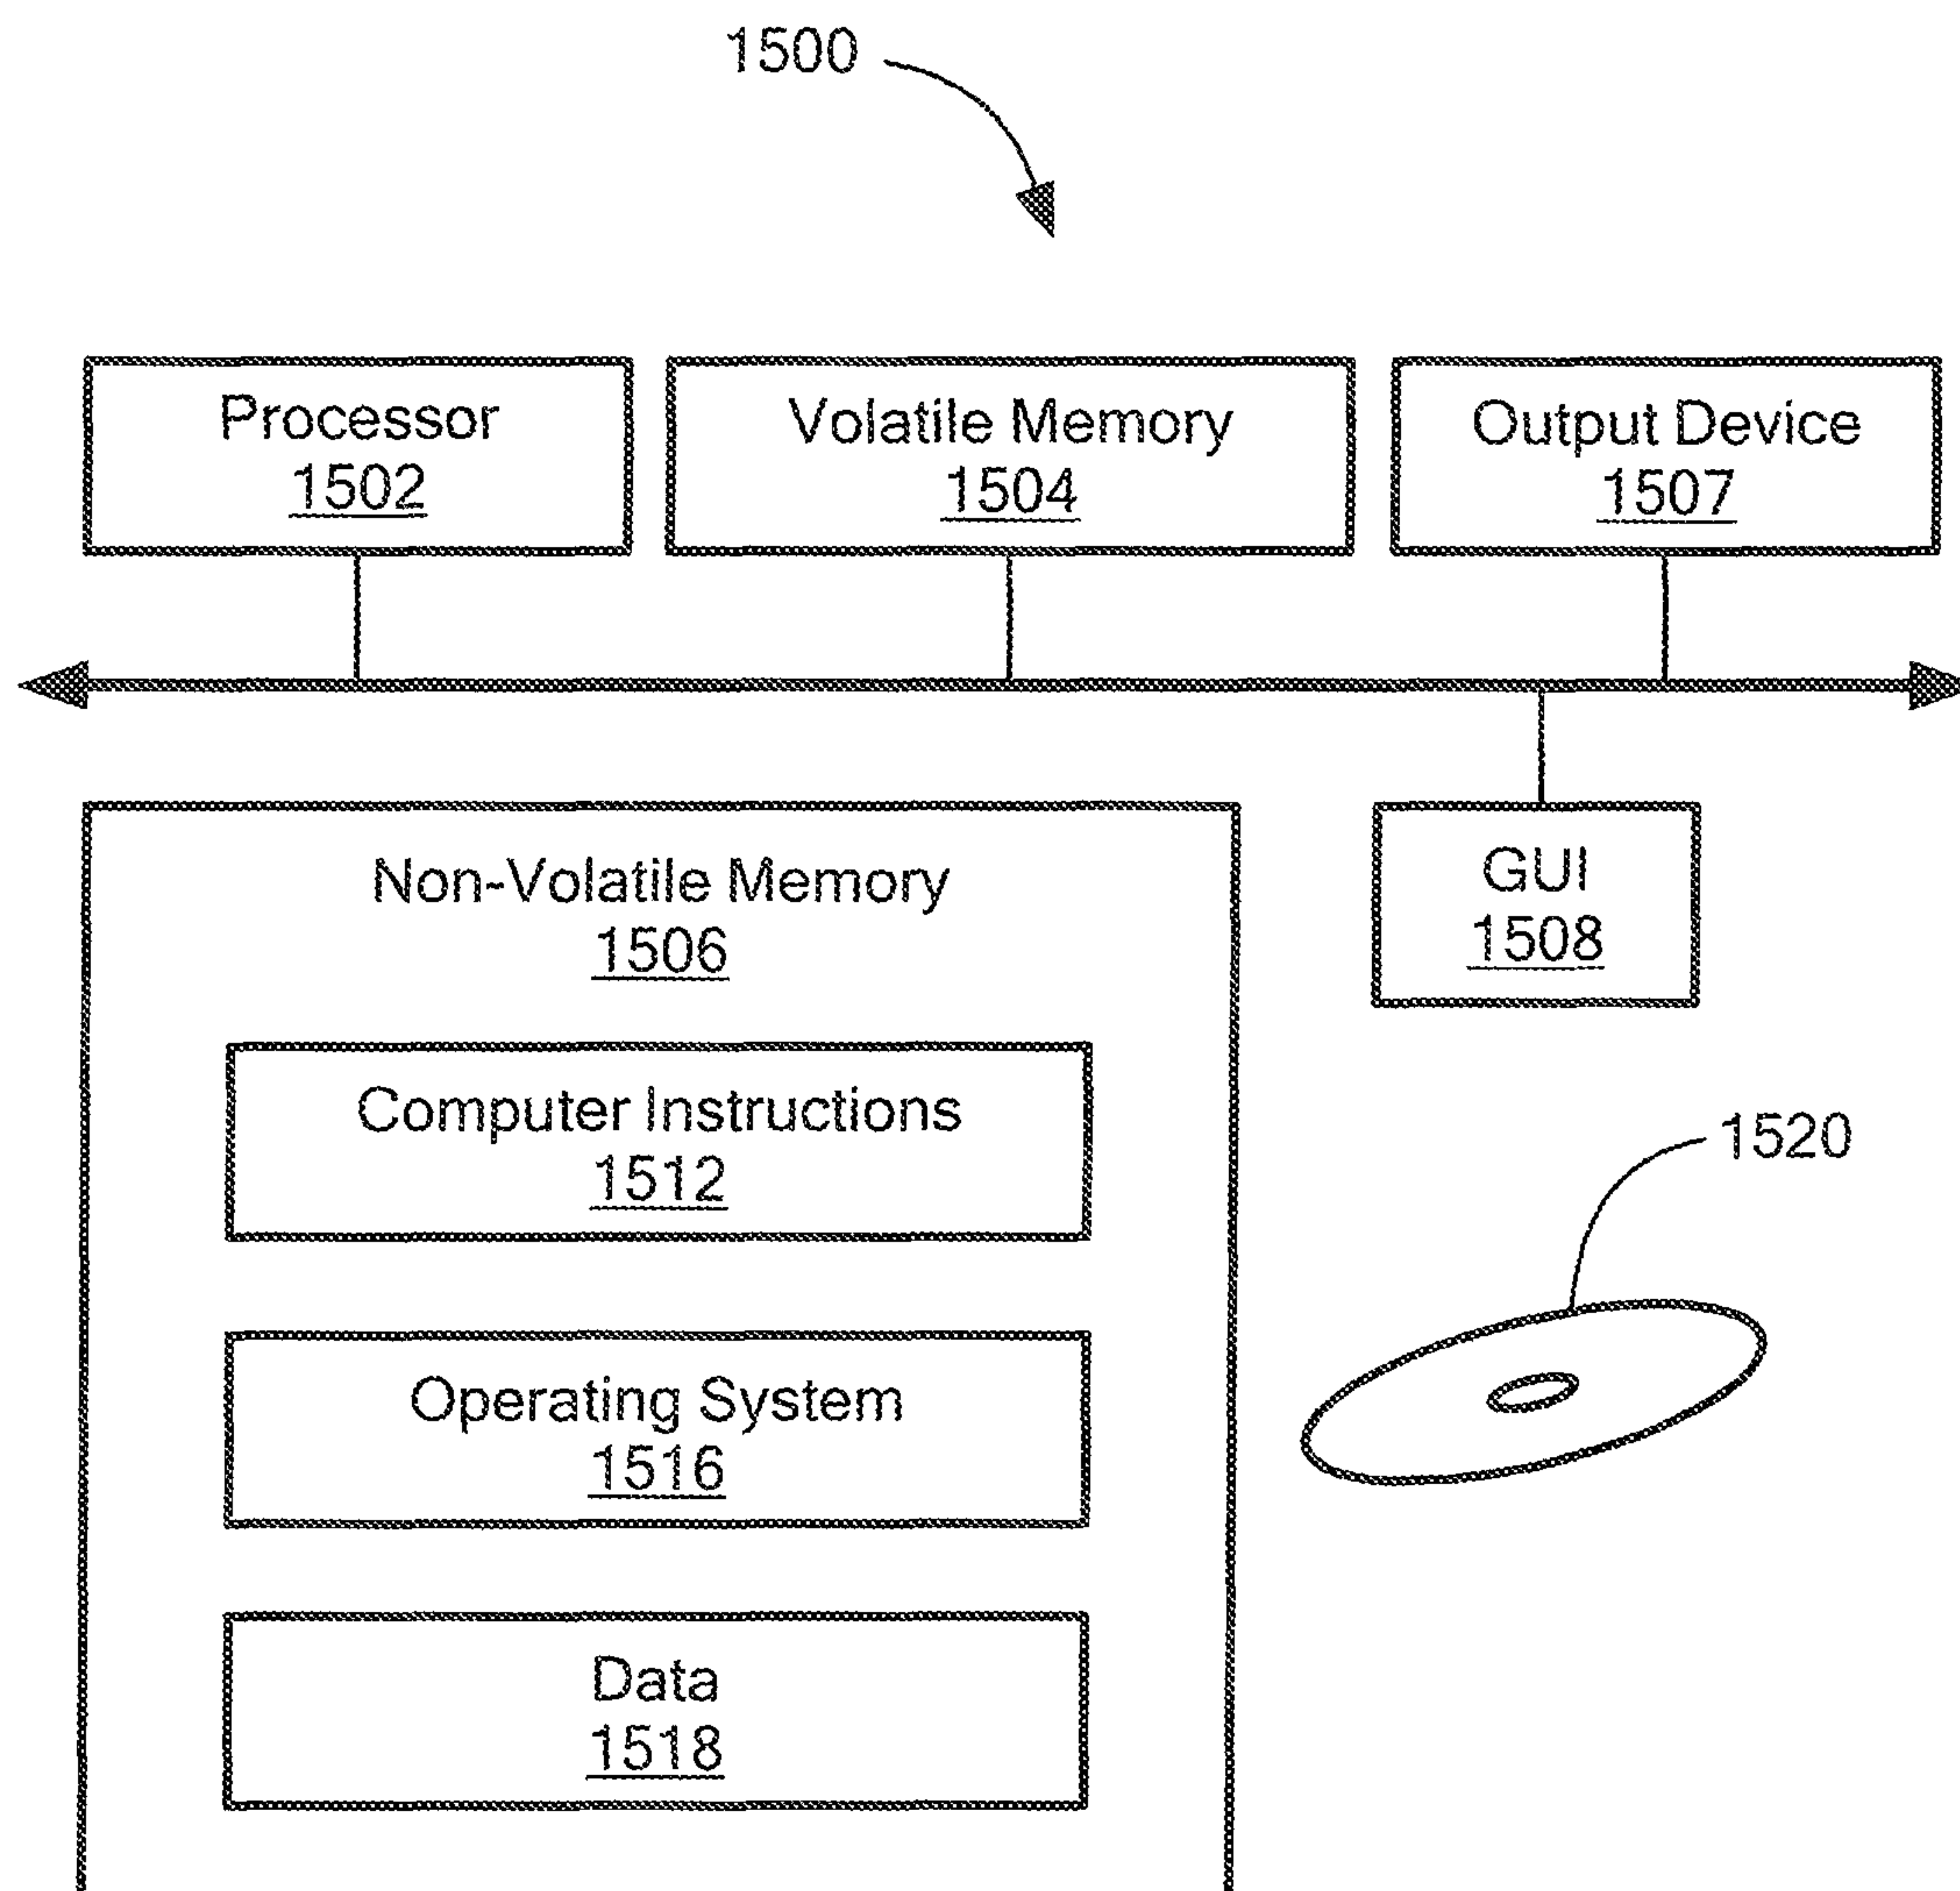 1500
Processor
1502
Volatile Memory
1504
Output Device
1507
Non-Volatile Memory
1506
GUI
1508
Computer Instructions
1512
1520
Operating System
1516
Data
1518